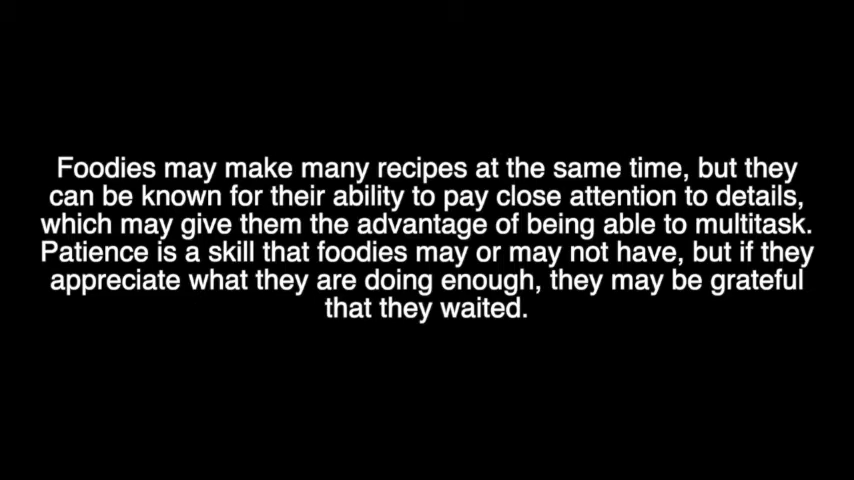 Foodies may make many recipes at the same time, but they
can be known for their ability to pay close attention to details,
which may give them the advantage of being able to multitask.
Patience is a skill that foodies may or may not have, but if they
appreciate what they are doing enough, they may be grateful
that they waited.